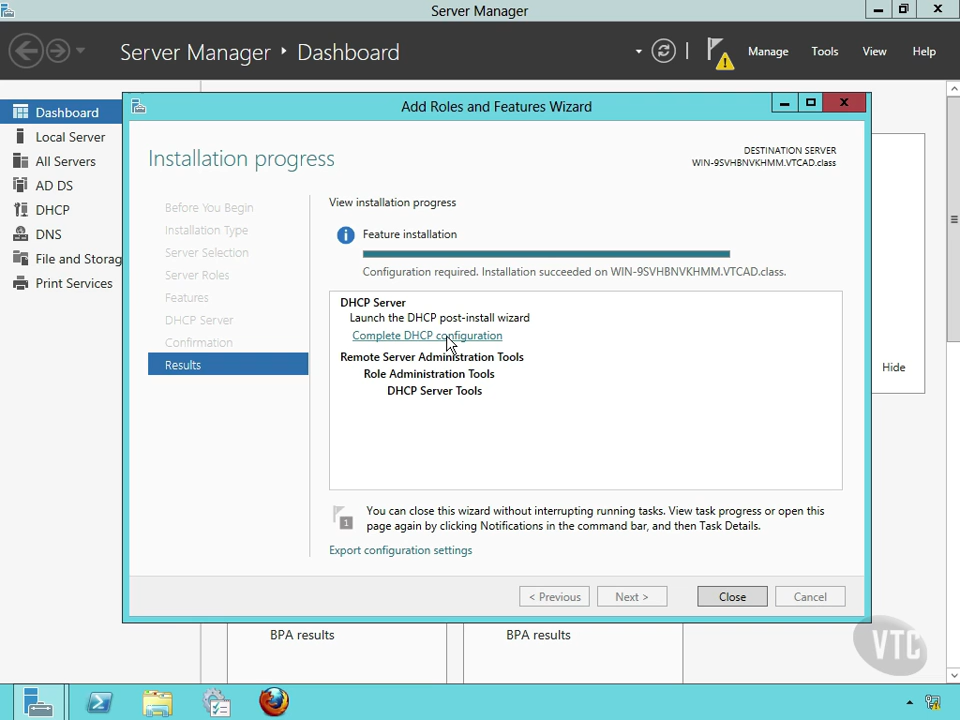 Server Manager
Server Manager ‣ Dashboard
Manage
Tools
View
Help
Dashboard
Local Server
All Servers
AD DS
DHCP
DNS
File and Storag
Print Services
Add Roles and Features Wizard
Installation progress
DESTINATION SERVER
WIN-9SVHBNVKHMM.VTCAD.class
Before You Begin
Installation Type
Server Selection
Server Roles
Features
DHCP Server
Confirmation
Results
View installation progress
Feature installation
Configuration required. Installation succeeded on WIN-9SVHBNVKHMM.VTCAD.class.
DHCP Server
Launch the DHCP post-install wizard
Complete DHCP configuration
Remote Server Administration Tools
Role Administration Tools
DHCP Server Tools
1
You can close this wizard without interrupting running tasks. View task progress or open this
page again by clicking Notifications in the command bar, and then Task Details.
Export configuration settings
< Previous
Next >
Close
Cancel
Hide
BPA results
BPA results
VTC